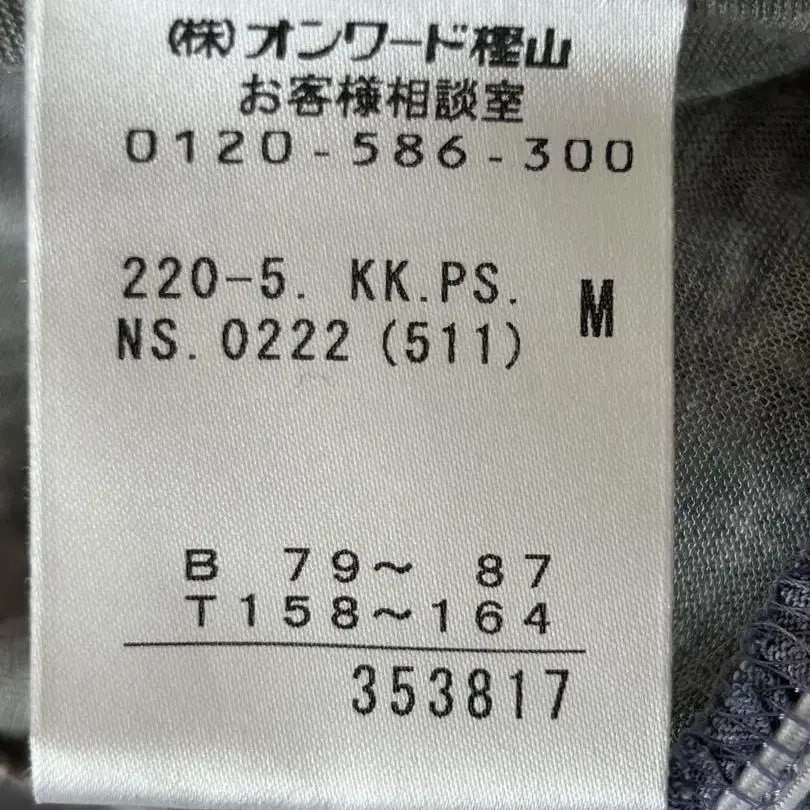 (株)オンワード樫山
お客様相談室
0120-586-300
220-5. KK.PS.
NS.0222(511) M
B 79~ 87
T158~164
353817